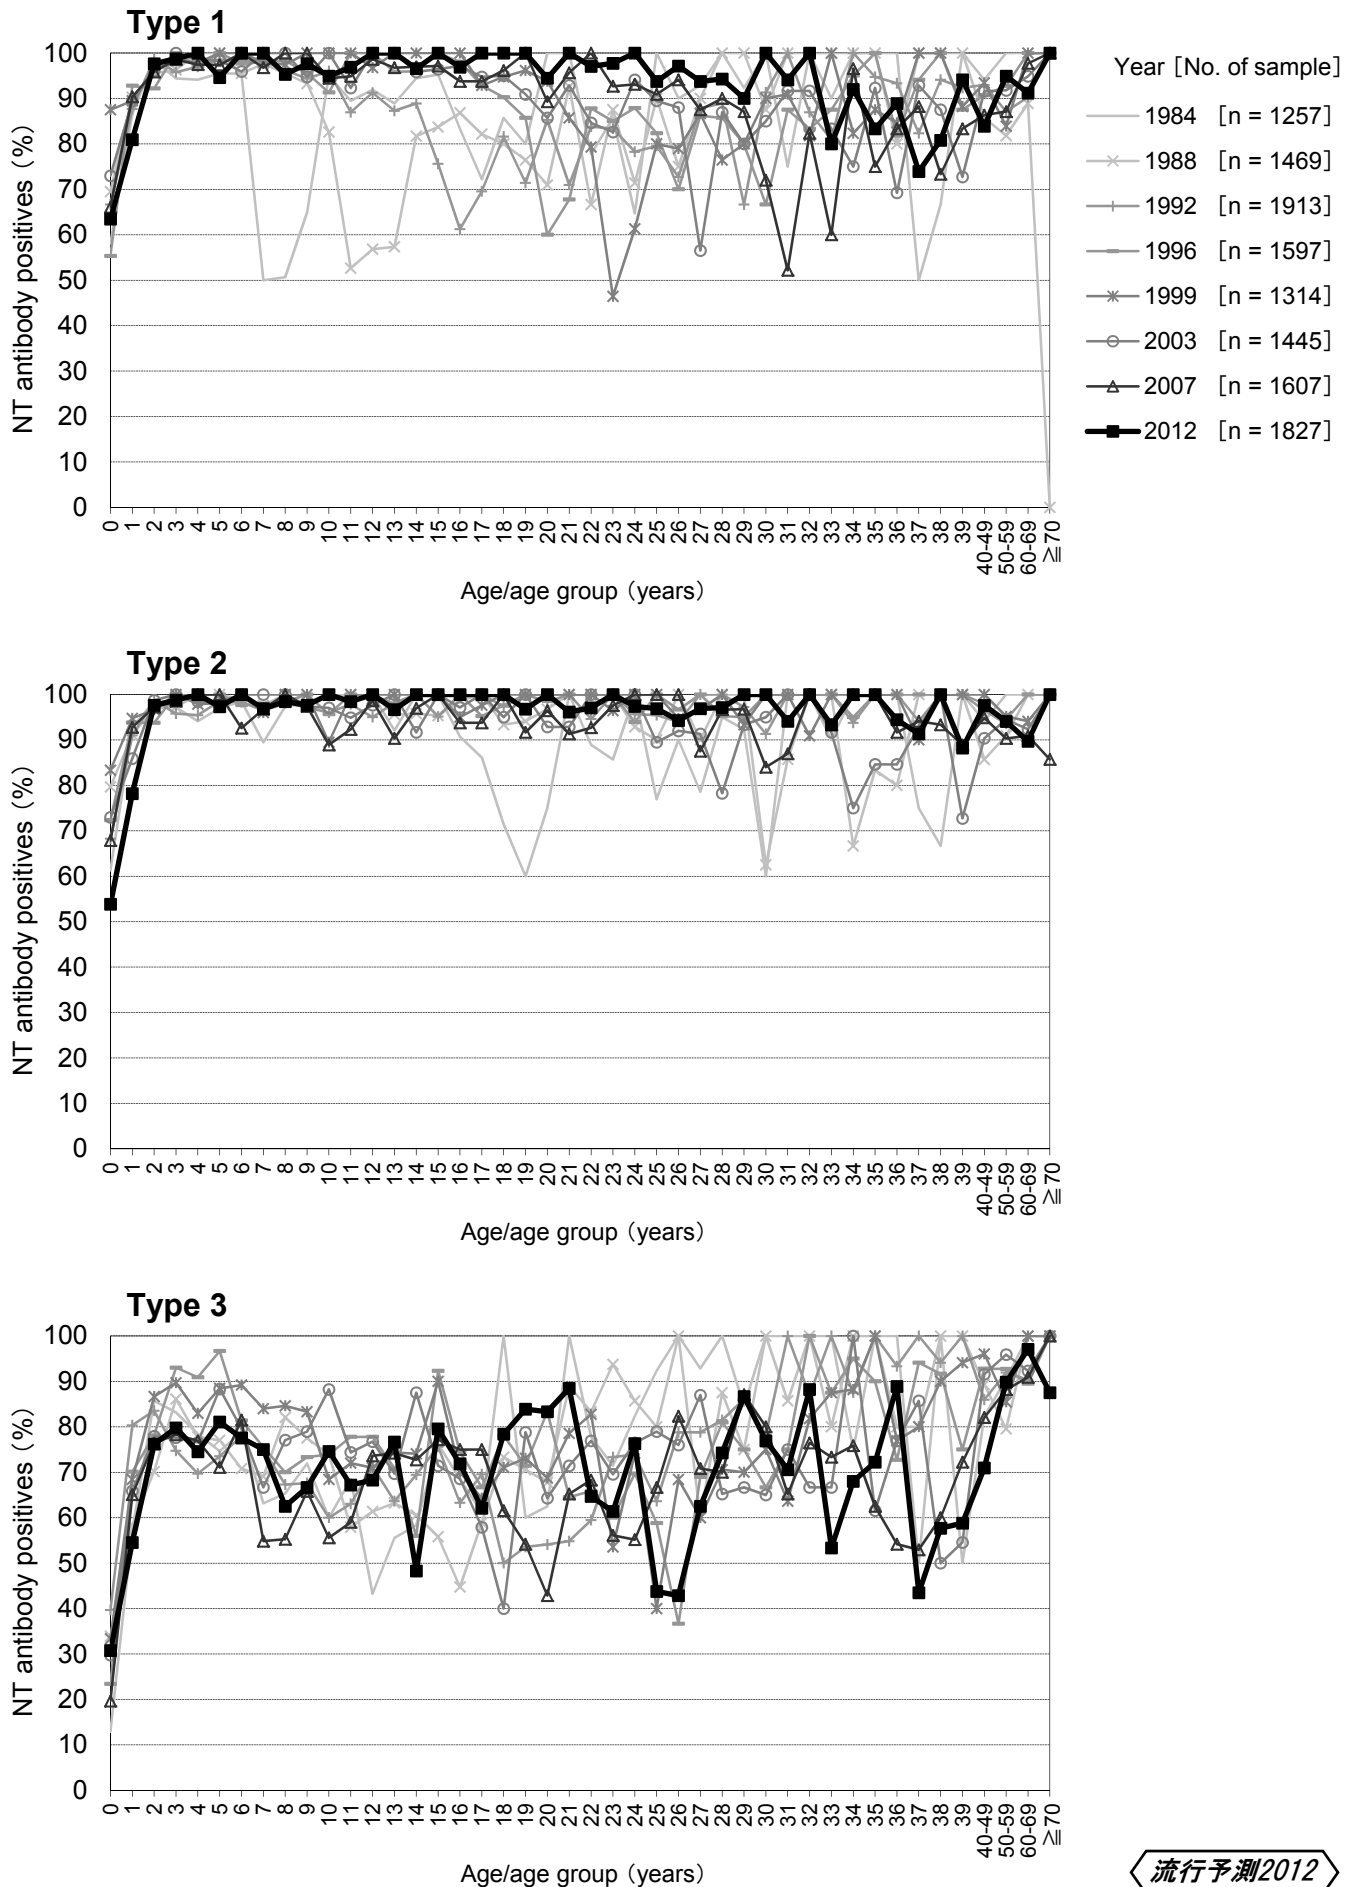 Type 1
NT antibody positives (%)
100
90
80
70
60
50
40
30
20
10
0
0 1 2 3 4 5 6 7 8 9 10 11 12 13 14 15 16 17 18 19 20 21 22 23 24 25 26 27 28 29 30 31 32 33 34 35 36 37 38 39 40-49 50-59 60-69 ≧70
Age/age group (years)
Year [No. of sample]
1984 [n = 1257]
1988 [n = 1469]
1992 [n = 1913]
1996 [n = 1597]
1999 [n = 1314]
2003 [n = 1445]
2007 [n = 1607]
2012 [n = 1827]
Type 2
NT antibody positives (%)
100
90
80
70
60
50
40
30
20
10
0
0 1 2 3 4 5 6 7 8 9 10 11 12 13 14 15 16 17 18 19 20 21 22 23 24 25 26 27 28 29 30 31 32 33 34 35 36 37 38 39 40-49 50-59 60-69 ≧70
Age/age group (years)
Type 3
NT antibody positives (%)
100
90
80
70
60
50
40
30
20
10
0
0 1 2 3 4 5 6 7 8 9 10 11 12 13 14 15 16 17 18 19 20 21 22 23 24 25 26 27 28 29 30 31 32 33 34 35 36 37 38 39 40-49 50-59 60-69 ≧70
Age/age group (years)
流行予測2012